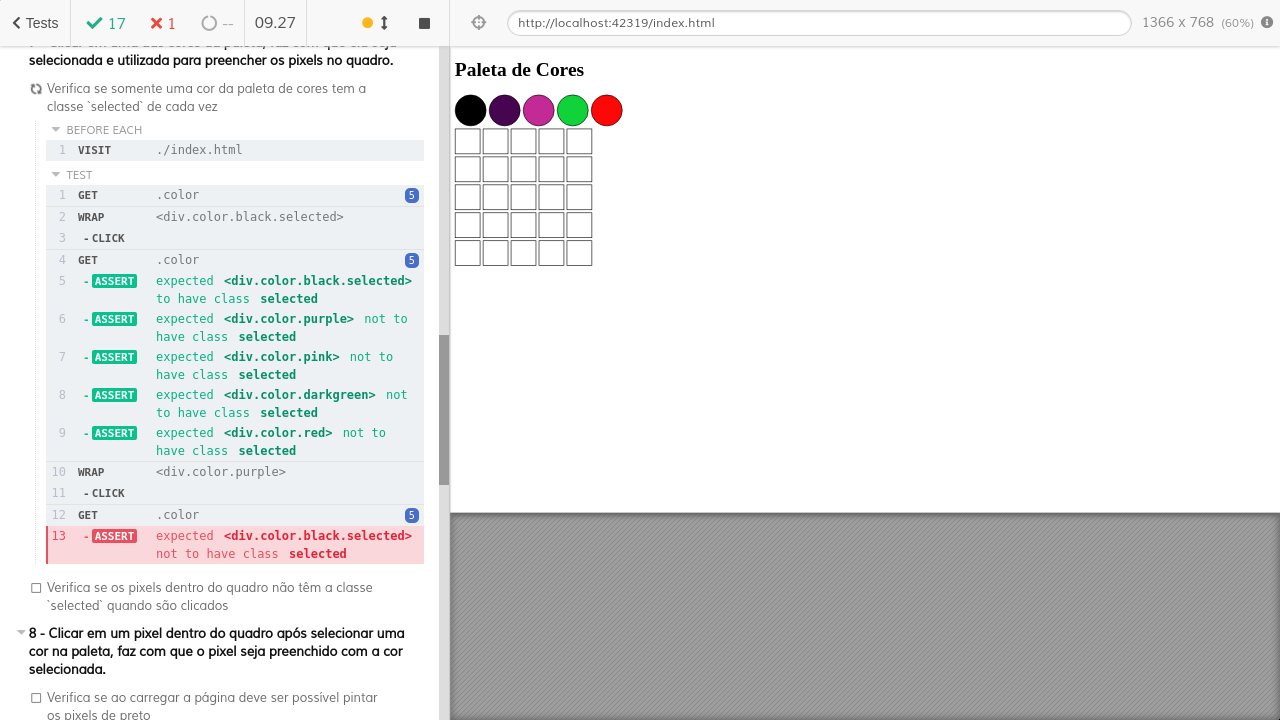 Tests
17
1
--
09.27
http://localhost:42319/index.html
1366 x 768 (60%)
selecionada e utilizada para preencher os pixels no quadro.
Verifica se somente uma cor da paleta de cores tem a
classe `selected` de cada vez
BEFORE EACH
1 VISIT ./index.html
TEST
1 GET .color 5
2 WRAP <div.color.black.selected>
3 -CLICK
4 GET .color 5
5 -ASSERT expected <div.color.black.selected>
to have class selected
6 -ASSERT expected <div.color.purple> not to
have class selected
7 -ASSERT expected <div.color.pink> not to
have class selected
8 -ASSERT expected <div.color.darkgreen> not
to have class selected
9 -ASSERT expected <div.color.red> not to
have class selected
10 WRAP <div.color.purple>
11 -CLICK
12 GET .color 5
13 -ASSERT expected <div.color.black.selected>
not to have class selected
Verifica se os pixels dentro do quadro não têm a classe
`selected` quando são clicados
8 - Clicar em um pixel dentro do quadro após selecionar uma
cor na paleta, faz com que o pixel seja preenchido com a cor
selecionada.
Verifica se ao carregar a página deve ser possível pintar
os pixels de preto
Paleta de Cores